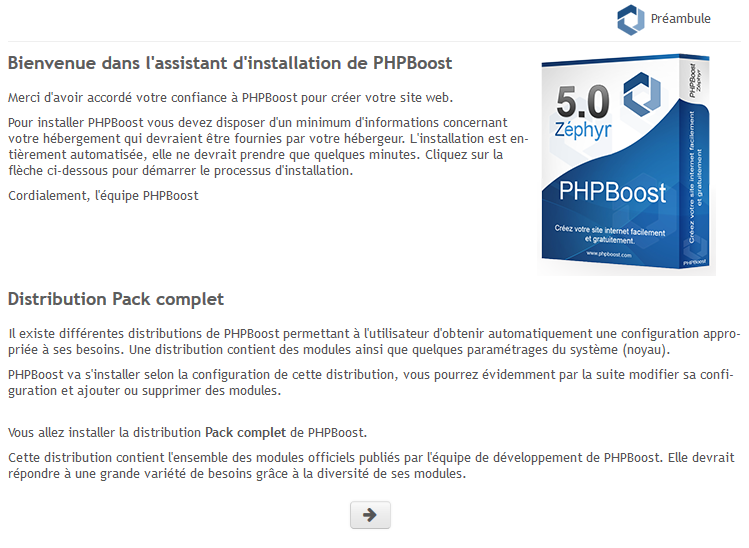 Préambule
Bienvenue dans l'assistant d'installation de PHPBoost
Merci d'avoir accordé votre confiance à PHPBoost pour créer votre site web.
Pour installer PHPBoost vous devez disposer d'un minimum d'informations concernant
votre hébergement qui devraient être fournies par votre hébergeur. L'installation est en-
tièrement automatisée, elle ne devrait prendre que quelques minutes. Cliquez sur la
flèche ci-dessous pour démarrer le processus d'installation.
Cordialement, l'équipe PHPBoost
5.0
Zéphyr
PHPBoost
Créez votre site internet facilement
et gratuitement.
www.phpboost.com
PHPBoost
Zéphyr
Créez votre site internet facilement
et gratuitement
PHPBoost
Distribution Pack complet
Il existe différentes distributions de PHPBoost permettant à l'utilisateur d'obtenir automatiquement une configuration appro-
priée à ses besoins. Une distribution contient des modules ainsi que quelques paramétrages du système (noyau).
PHPBoost va s'installer selon la configuration de cette distribution, vous pourrez évidemment par la suite modifier sa confi-
guration et ajouter ou supprimer des modules.
Vous allez installer la distribution Pack complet de PHPBoost.
Cette distribution contient l'ensemble des modules officiels publiés par l'équipe de développement de PHPBoost. Elle devrait
répondre à une grande variété de besoins grâce à la diversité de ses modules.